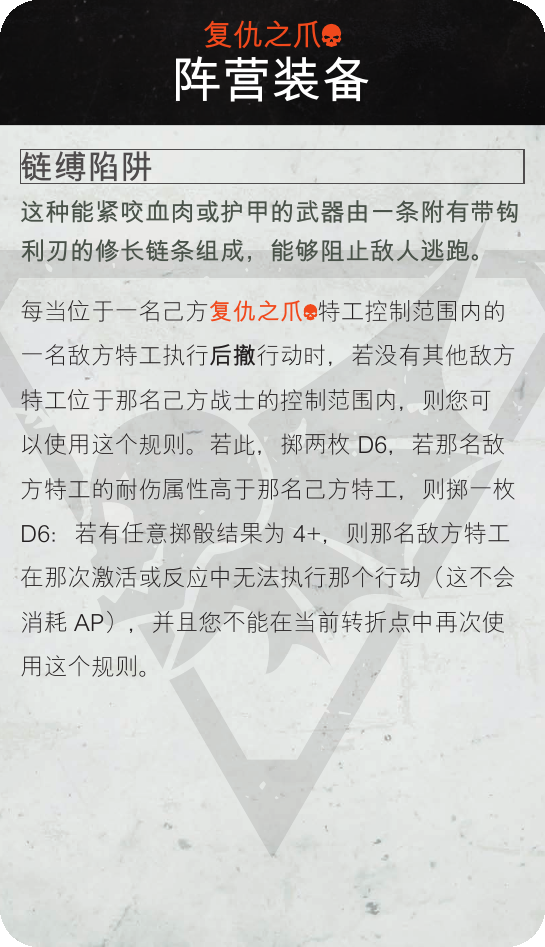 复仇之爪
阵营装备
链缚陷阱
这种能紧咬血肉或护甲的武器由一条附有带钩
利刃的修长链条组成，能够阻止敌人逃跑。
每当位于一名己方复仇之爪特工控制范围内的
一名敌方特工执行后撤行动时，若没有其他敌方
特工位于那名己方战士的控制范围内，则您可
以使用这个规则。若此，掷两枚 D6，若那名敌
方特工的耐伤属性高于那名己方特工，则掷一枚
D6：若有任意掷骰结果为 4+，则那名敌方特工
在那次激活或反应中无法执行那个行动（这不会
消耗 AP），并且您不能在当前转折点中再次使
用这个规则。